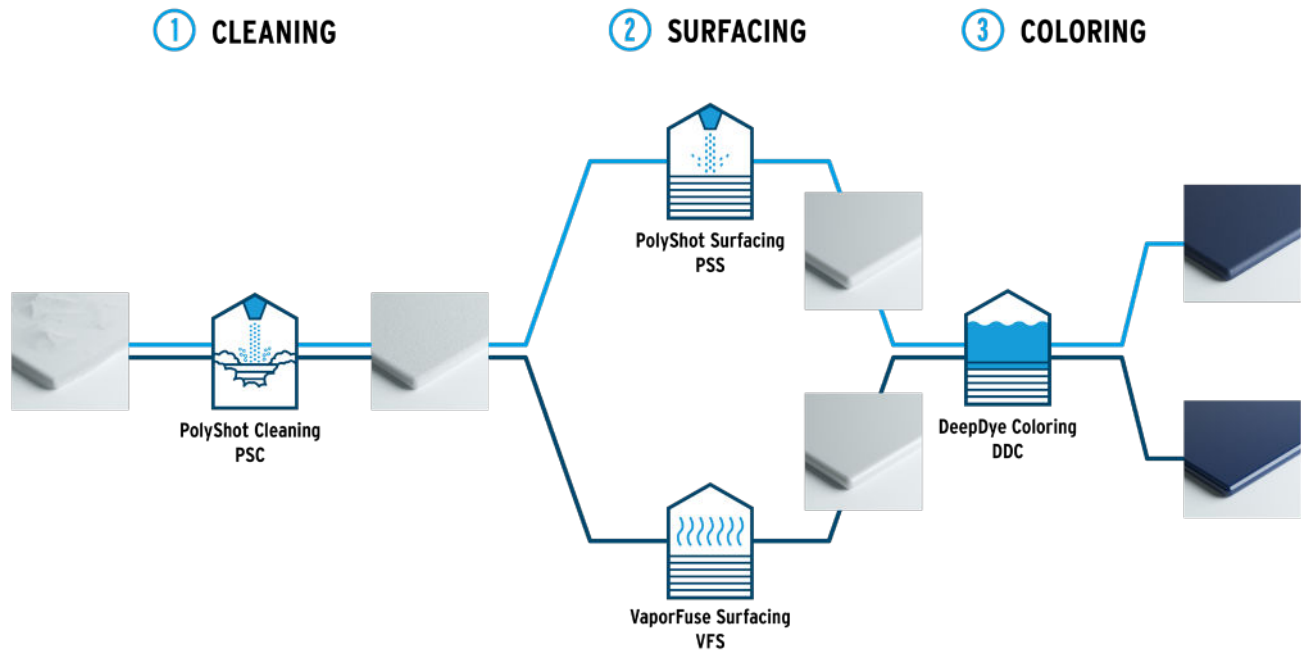 1 CLEANING
2 SURFACING
3 COLORING
PolyShot Surfacing
PSS
PolyShot Cleaning
PSC
DeepDye Coloring
DDC
VaporFuse Surfacing
VFS